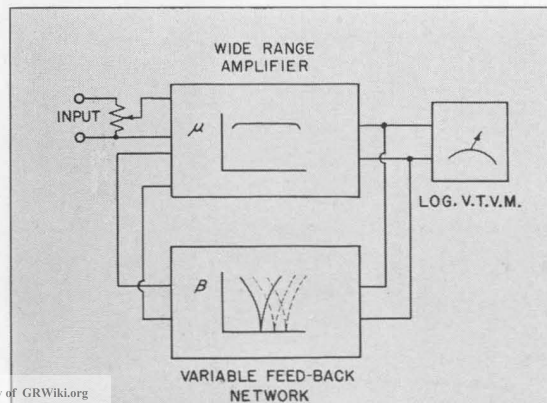 WIDE RANGE
AMPLIFIER
INPUT
μ
LOG. V.T.V.M.
β
VARIABLE FEED-BACK
NETWORK
of GRWiki.org